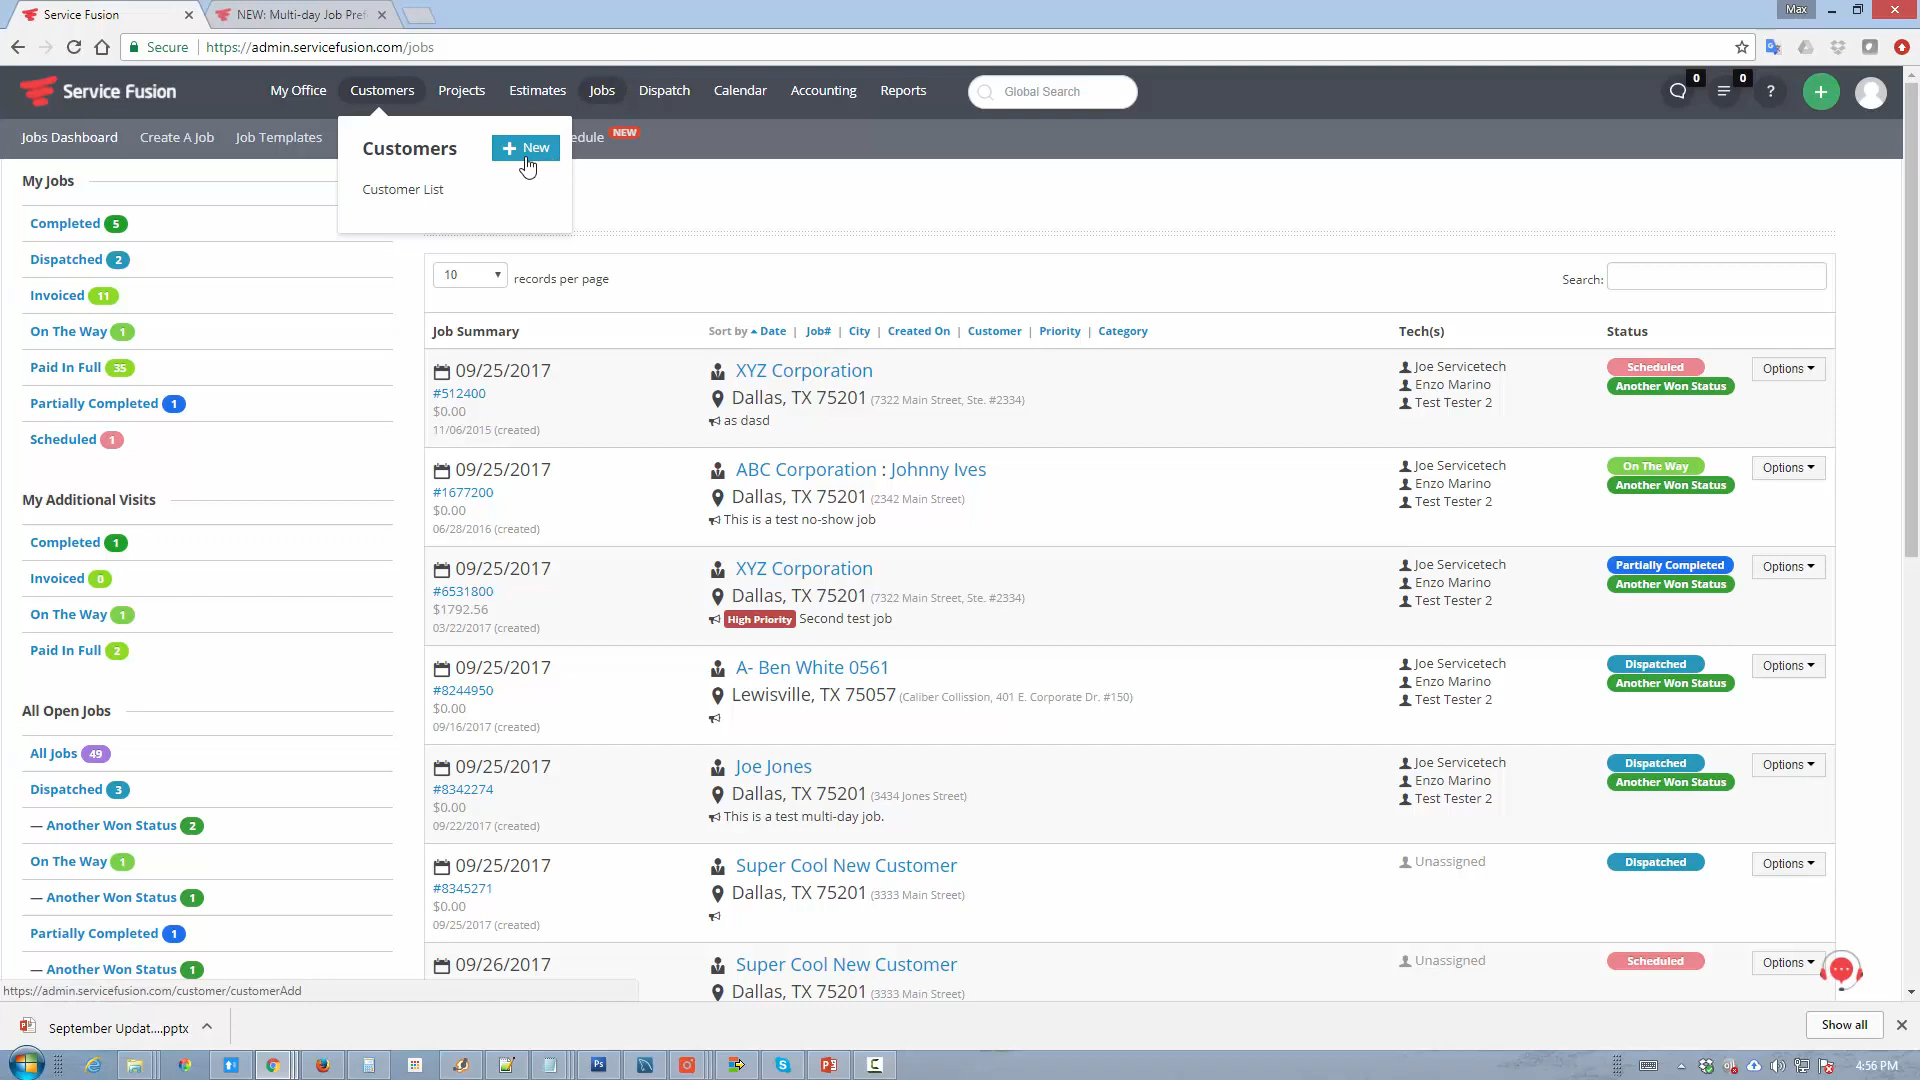 Service Fusion
NEW: Multi-day Job Pref
Max
Secure https://admin.servicefusion.com/jobs
Service Fusion
My Office Customers Projects Estimates Jobs Dispatch Calendar Accounting Reports
Global Search
0 0 ?
Jobs Dashboard Create A Job Job Templates
edule NEW
Customers
New
Customer List
My Jobs
Completed 5
Dispatched 2
Invoiced 11
On The Way 1
Paid In Full 35
Partially Completed 1
Scheduled 1
My Additional Visits
Completed 1
Invoiced 0
On The Way 1
Paid In Full 2
All Open Jobs
All Jobs 49
Dispatched 3
— Another Won Status 2
On The Way 1
— Another Won Status 1
Partially Completed 1
— Another Won Status 1
10 records per page
Search:
Job Summary
Sort by Date | Job# | City | Created On | Customer | Priority | Category
Tech(s)
Status
09/25/2017
#512400
$0.00
11/06/2015 (created)
XYZ Corporation
Dallas, TX 75201 (7322 Main Street, Ste. #2334)
as dasd
Joe Servicetech
Enzo Marino
Test Tester 2
Scheduled
Another Won Status
Options
09/25/2017
#1677200
$0.00
06/28/2016 (created)
ABC Corporation : Johnny Ives
Dallas, TX 75201 (2342 Main Street)
This is a test no-show job
Joe Servicetech
Enzo Marino
Test Tester 2
On The Way
Another Won Status
Options
09/25/2017
#6531800
$1792.56
03/22/2017 (created)
XYZ Corporation
Dallas, TX 75201 (7322 Main Street, Ste. #2334)
High Priority Second test job
Joe Servicetech
Enzo Marino
Test Tester 2
Partially Completed
Another Won Status
Options
09/25/2017
#8244950
$0.00
09/16/2017 (created)
A- Ben White 0561
Lewisville, TX 75057 (Caliber Collission, 401 E. Corporate Dr. #150)
Joe Servicetech
Enzo Marino
Test Tester 2
Dispatched
Another Won Status
Options
09/25/2017
#8342274
$0.00
09/22/2017 (created)
Joe Jones
Dallas, TX 75201 (3434 Jones Street)
This is a test multi-day job.
Joe Servicetech
Enzo Marino
Test Tester 2
Dispatched
Another Won Status
Options
09/25/2017
#8345271
$0.00
09/25/2017 (created)
Super Cool New Customer
Dallas, TX 75201 (3333 Main Street)
Unassigned
Dispatched
Options
09/26/2017
Super Cool New Customer
Dallas, TX 75201 (3333 Main Street)
Unassigned
Scheduled
Options
https://admin.servicefusion.com/customer/customerAdd
September Updat....pptx
Show all
4:56 PM